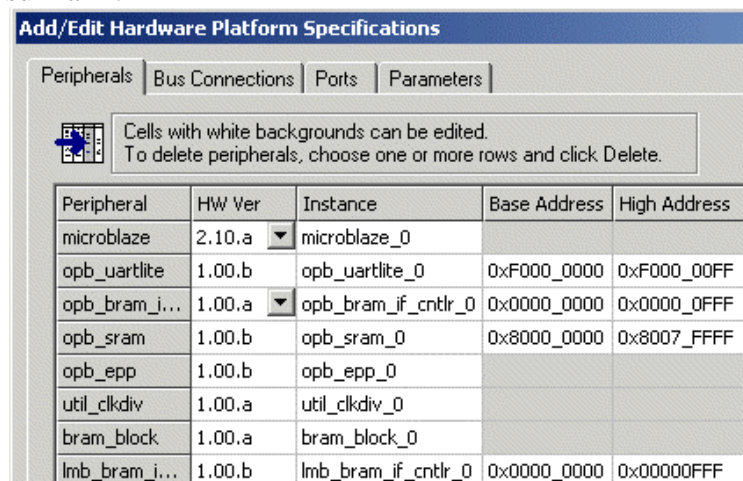 Add/Edit Hardware Platform Specifications
Peripherals Bus Connections Ports Parameters
Cells with white backgrounds can be edited.
To delete peripherals, choose one or more rows and click Delete.
Peripheral HW Ver Instance Base Address High Address
microblaze 2.10.a microblaze_0
opb_uartlite 1.00.b opb_uartlite_0 0xF000_0000 0xF000_00FF
opb_bram_i... 1.00.a opb_bram_if_cntlr_0 0x0000_0000 0x0000_0FFF
opb_sram 1.00.b opb_sram_0 0x8000_0000 0x8007_FFFF
opb_epp 1.00.b opb_epp_0
util_clkdiv 1.00.a util_clkdiv_0
bram_block 1.00.a bram_block_0
lmb_bram_i... 1.00.b lmb_bram_if_cntlr_0 0x0000_0000 0x00000FFF